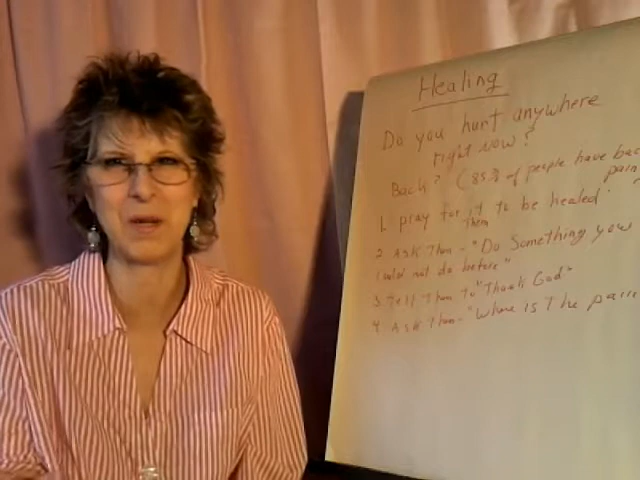 Healing
Do you hurt anywhere
right now?
Back? (85% of people have back
pain
1. pray for it to be healed
them
2. ASK Them - "Do Something you
could not do before"
3. Tell Them To "Thank God"
4. ASK Them - "Where is The pain